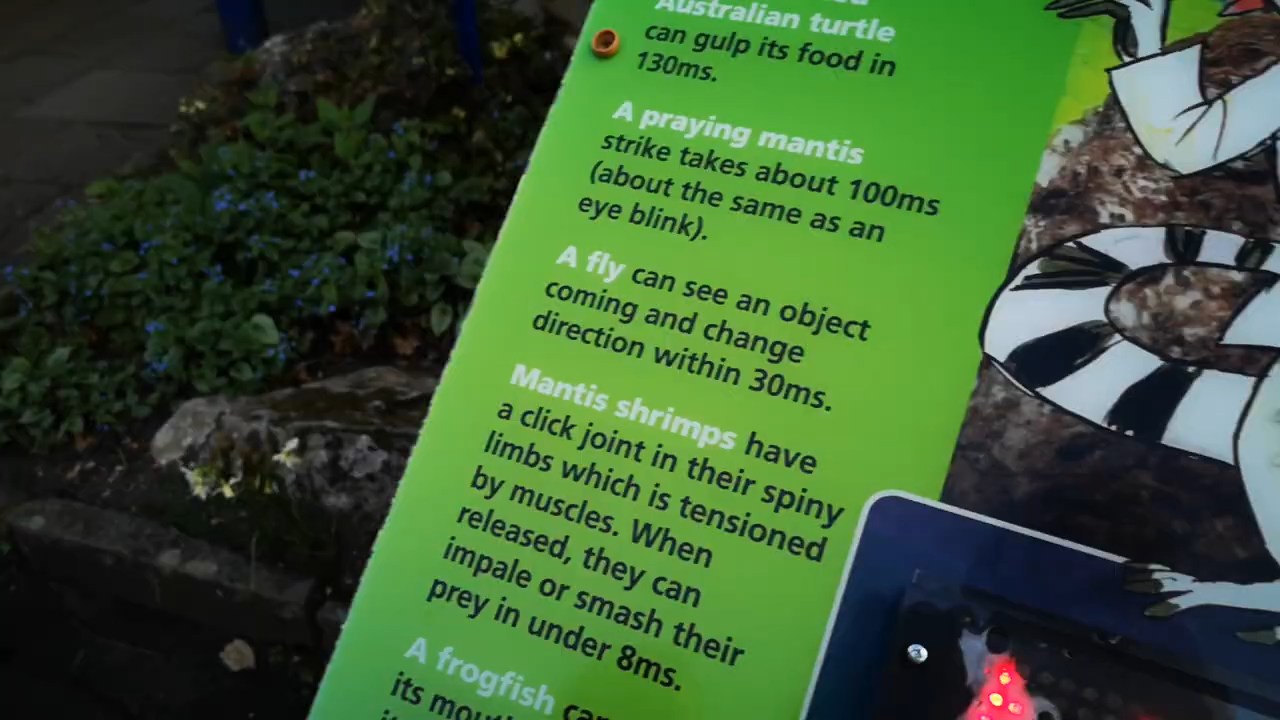 Australian turtle
can gulp its food in
130ms.
A praying mantis
strike takes about 100ms
(about the same as an
eye blink).
A fly can see an object
coming and change
direction within 30ms.
Mantis shrimps have
a click joint in their spiny
limbs which is tensioned
by muscles. When
released, they can
impale or smash their
prey in under 8ms.
A frogfish can
its mouth